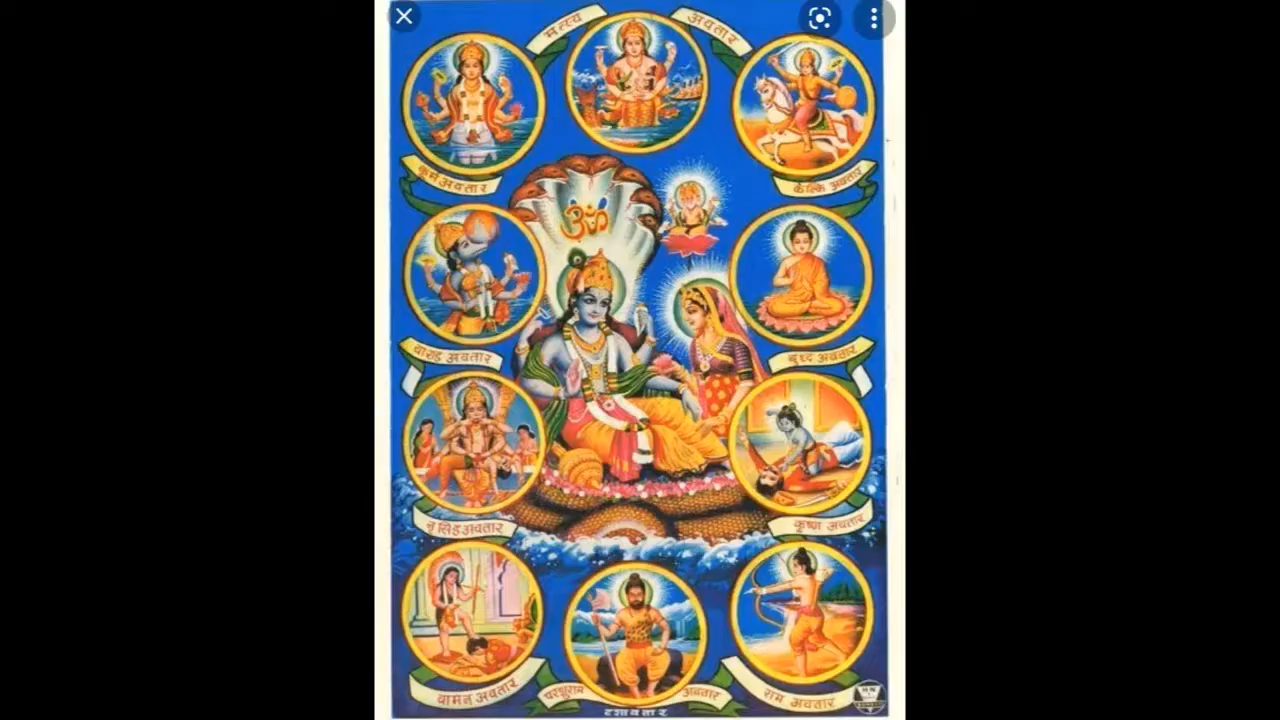 मत्स्य अवतार
कूर्म अवतार
कल्कि अवतार
ॐ
वाराह अवतार
बुध्द अवतार
नृसिंह अवतार
कृष्ण अवतार
वामन अवतार
परशुराम अवतार
राम अवतार
दशावतार